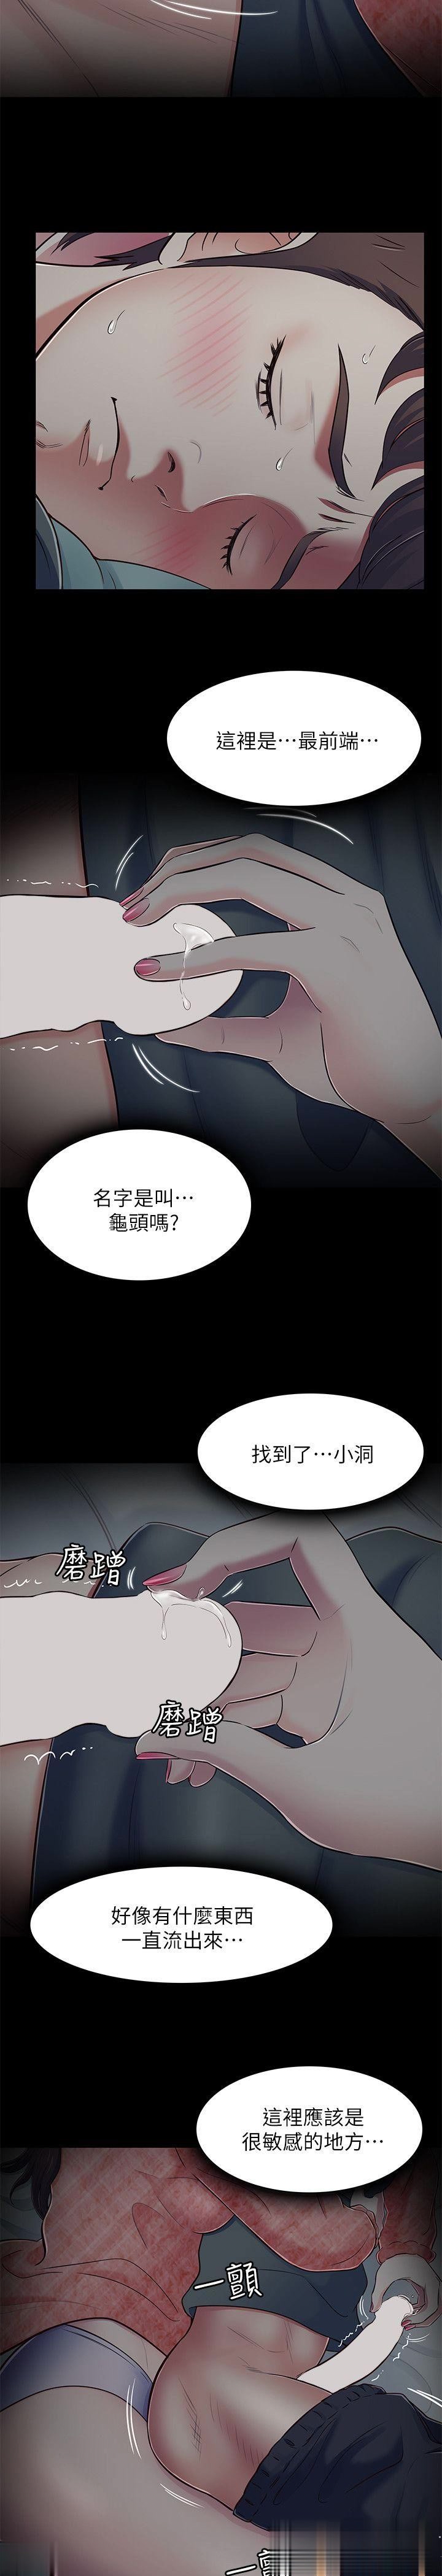 這裡是⋯最前端⋯
名字是叫⋯
龜頭嗎?
找到了⋯小洞
磨蹭
磨蹭
好像有什麼東西
一直流出來⋯
這裡應該是
很敏感的地方⋯
一顫
一顫